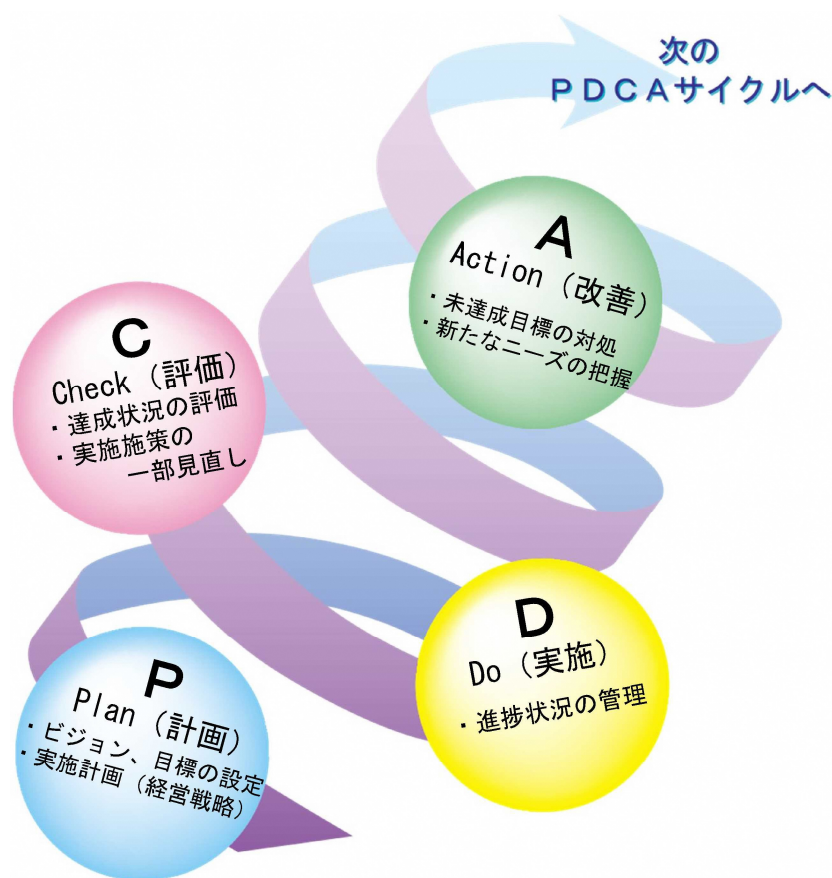 次の
ＰＤＣＡサイクルへ
A
Action（改善）
・未達成目標の対処
・新たなニーズの把握
C
Check（評価）
・達成状況の評価
・実施施策の
一部見直し
D
Do（実施）
・進捗状況の管理
P
Plan（計画）
・ビジョン、目標の設定
・実施計画（経営戦略）